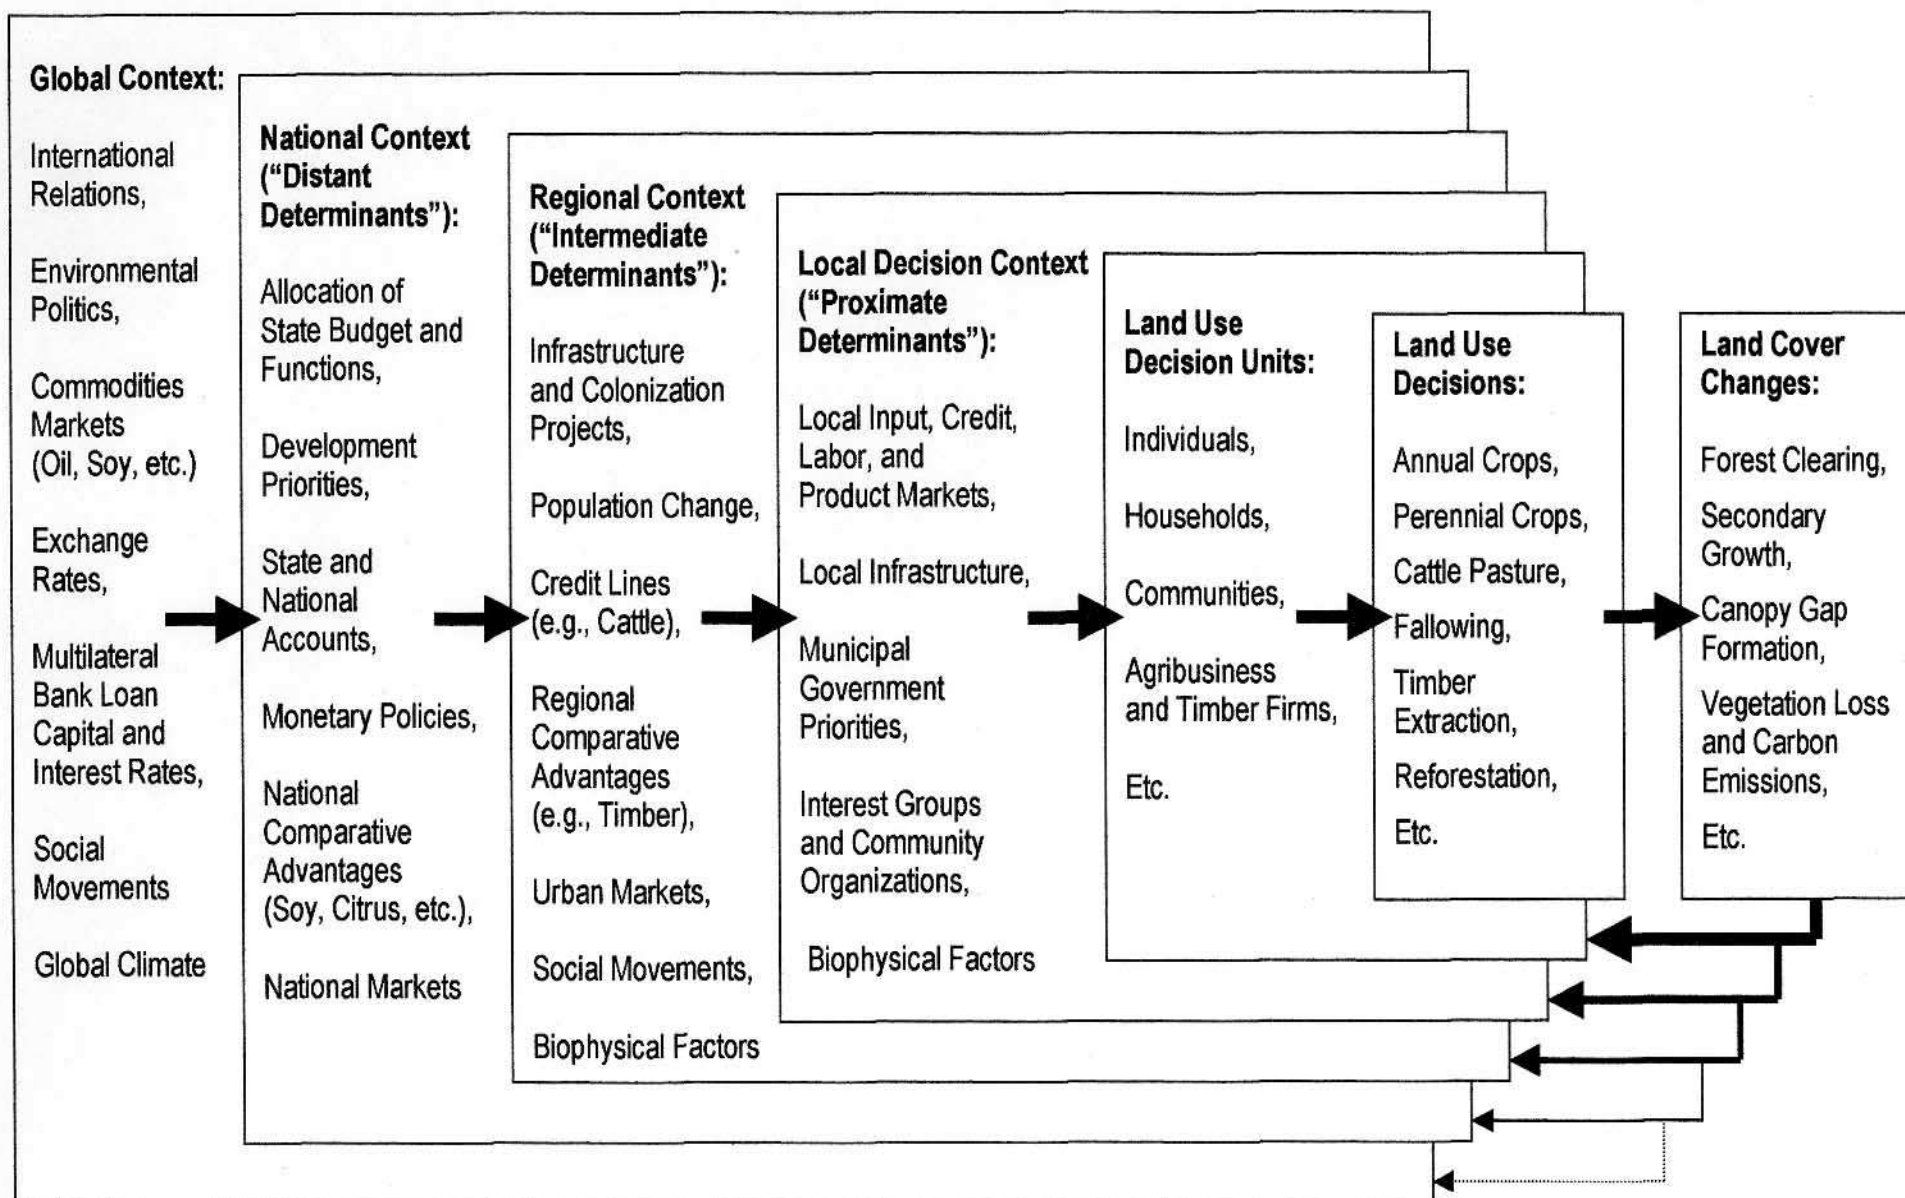 Global Context:
International
Relations,
Environmental
Politics,
Commodities
Markets
(Oil, Soy, etc.)
Exchange
Rates,
Multilateral
Bank Loan
Capital and
Interest Rates,
Social
Movements
Global Climate
National Context
(“Distant
Determinants”):
Allocation of
State Budget and
Functions,
Development
Priorities,
State and
National
Accounts,
Monetary Policies,
National
Comparative
Advantages
(Soy, Citrus, etc.),
National Markets
Regional Context
(“Intermediate
Determinants”):
Infrastructure
and Colonization
Projects,
Population Change,
Credit Lines
(e.g., Cattle),
Regional
Comparative
Advantages
(e.g., Timber),
Urban Markets,
Social Movements,
Biophysical Factors
Local Decision Context
(“Proximate
Determinants”):
Local Input, Credit,
Labor, and
Product Markets,
Local Infrastructure,
Municipal
Government
Priorities,
Interest Groups
and Community
Organizations,
Biophysical Factors
Land Use
Decision Units:
Individuals,
Households,
Communities,
Agribusiness
and Timber Firms,
Etc.
Land Use
Decisions:
Annual Crops,
Perennial Crops,
Cattle Pasture,
Fallowing,
Timber
Extraction,
Reforestation,
Etc.
Land Cover
Changes:
Forest Clearing,
Secondary
Growth,
Canopy Gap
Formation,
Vegetation Loss
and Carbon
Emissions,
Etc.